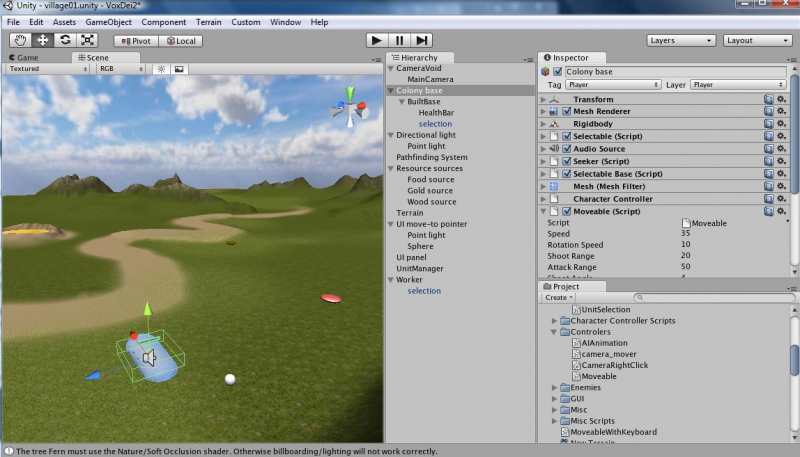 Unity - village01.unity - VoxDei2*
File Edit Assets GameObject Component Terrain Custom Window Help
Pivot Local Layers Layout
Game Scene
Textured RGB
Hierarchy
CameraVoid
MainCamera
Colony base
BuiltBase
HealthBar
selection
Directional light
Point light
Pathfinding System
Resource sources
Food source
Gold source
Wood source
Terrain
UI move-to pointer
Point light
Sphere
UI panel
UnitManager
Worker
selection
Inspector
Colony base
Tag Player Layer Player
Transform
Mesh Renderer
Rigidbody
Selectable (Script)
Audio Source
Seeker (Script)
Selectable Base (Script)
Mesh (Mesh Filter)
Character Controller
Moveable (Script)
Script Moveable
Speed 35
Rotation Speed 10
Shoot Range 20
Attack Range 50
Project
Create
UnitSelection
Character Controller Scripts
Controlers
AIAnimation
camera_mover
CameraRightClick
Moveable
Enemies
GUI
Misc
Misc Scripts
MoveableWithKeyboard
New Terrain
The tree Fern must use the Nature/Soft Occlusion shader. Otherwise billboarding/lighting will not work correctly.